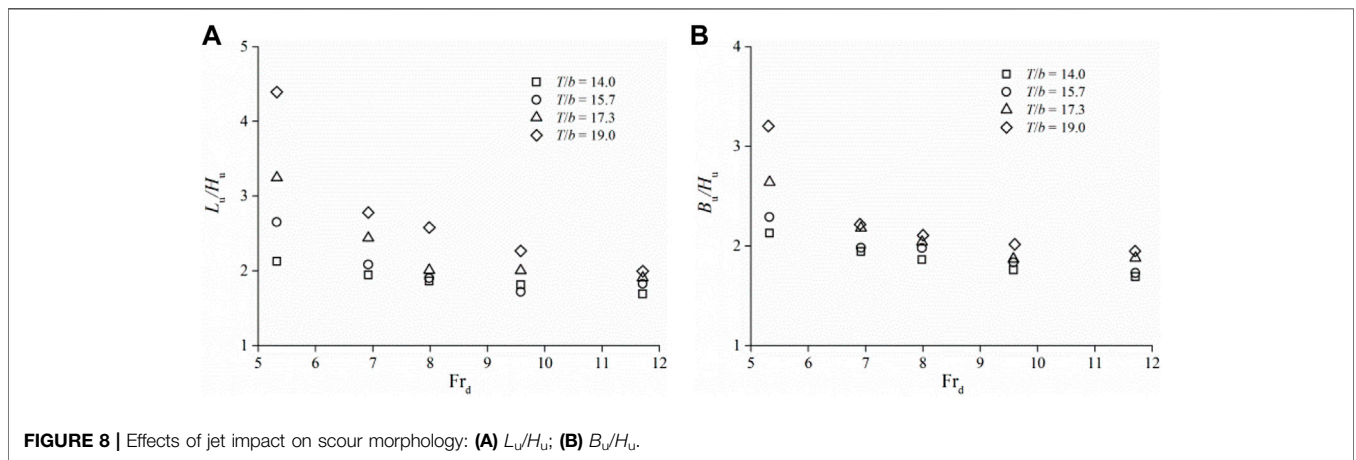 A
5
4
3
2
1
L_u/H_u
5 6 7 8 9 10 11 12
Fr_d
T/b = 14.0
T/b = 15.7
T/b = 17.3
T/b = 19.0
B
4
3
2
1
B_u/H_u
5 6 7 8 9 10 11 12
Fr_d
T/b = 14.0
T/b = 15.7
T/b = 17.3
T/b = 19.0
FIGURE 8 | Effects of jet impact on scour morphology: (A) L_u/H_u; (B) B_u/H_u.